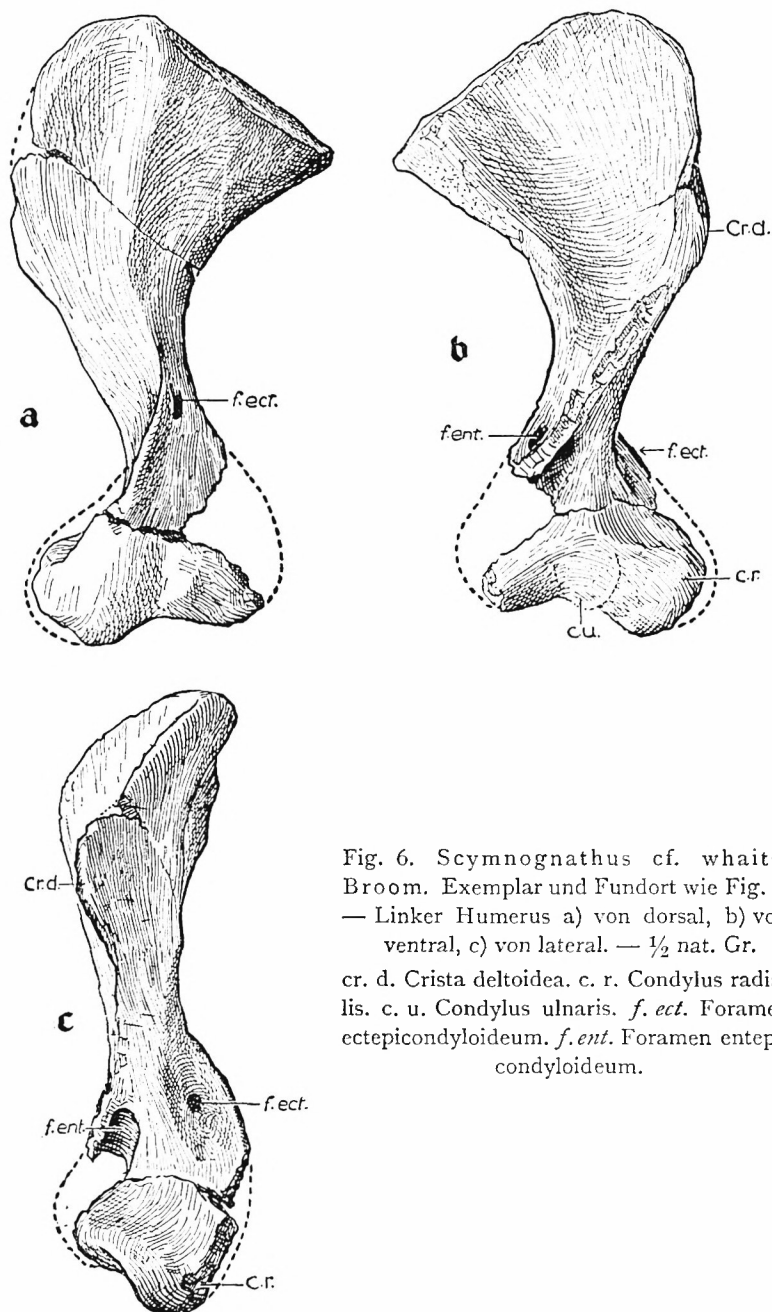 a
f.ect.
b
Cr.d.
f.ent.
f.ect.
c.r.
c.u.
c
Cr.d.
f.ent.
f.ect.
c.r.
Fig. 6. Scymnognathus cf. whait
Broom. Exemplar und Fundort wie Fig.
— Linker Humerus a) von dorsal, b) vo
ventral, c) von lateral. — ½ nat. Gr.
cr. d. Crista deltoidea. c. r. Condylus radi
lis. c. u. Condylus ulnaris. f. ect. Forame
ectepicondyloideum. f. ent. Foramen entep
condyloideum.